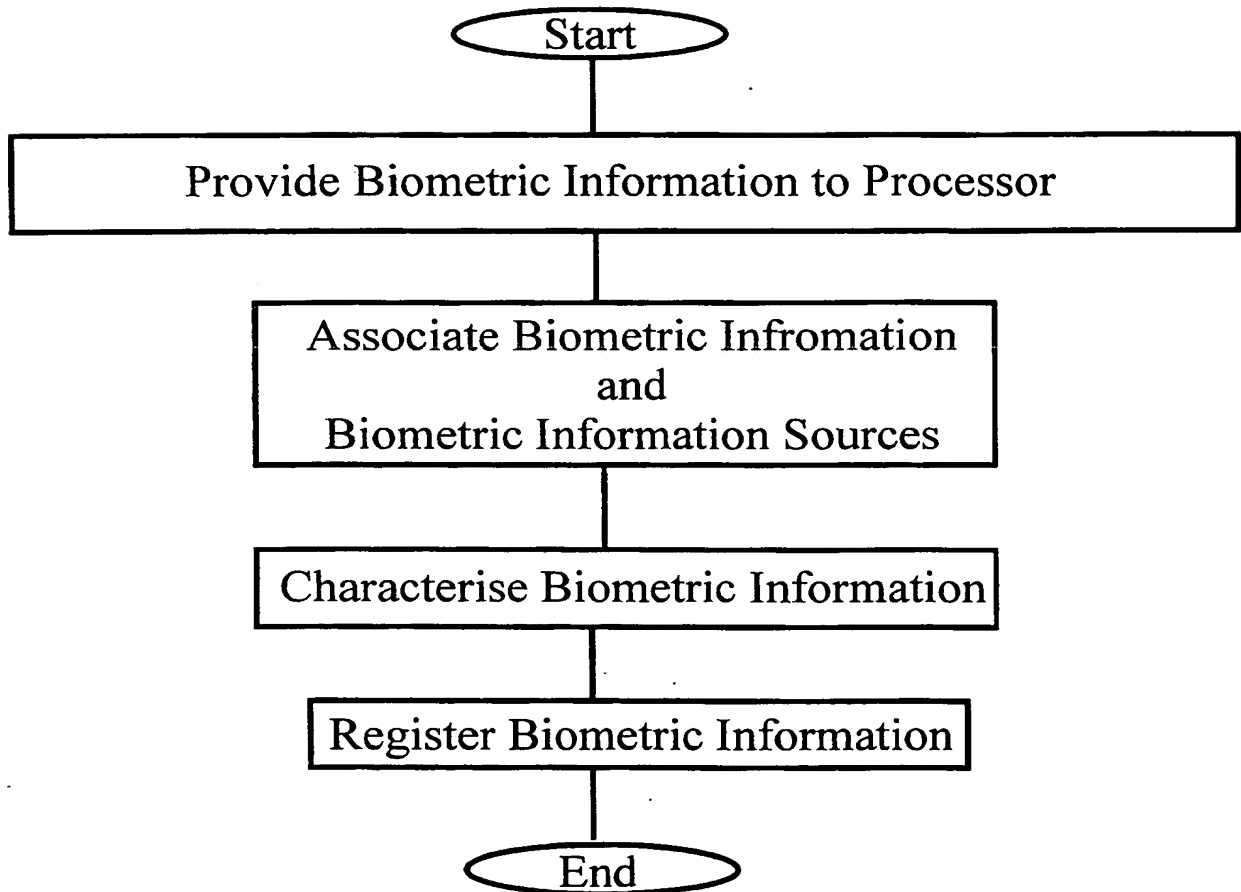 Start
Provide Biometric Information to Processor
Associate Biometric Infromation
and
Biometric Information Sources
Characterise Biometric Information
Register Biometric Information
End